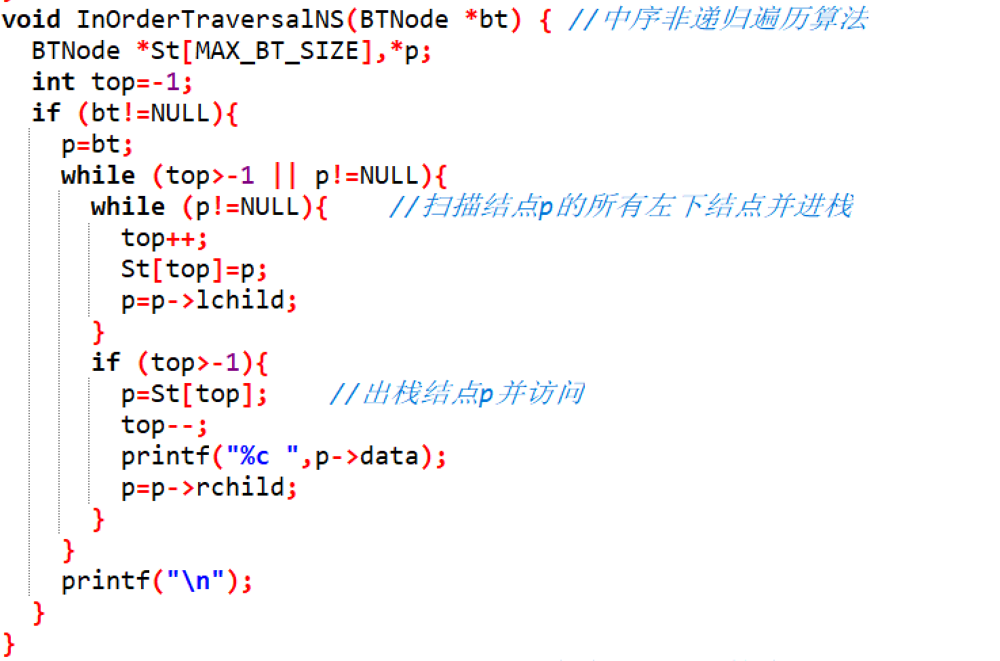 void InOrderTraversalNS(BTNode *bt) { //中序非递归遍历算法
BTNode *St[MAX_BT_SIZE],*p;
int top=-1;
if (bt!=NULL){
p=bt;
while (top>-1 || p!=NULL){
while (p!=NULL){ //扫描结点p的所有左下结点并进栈
top++;
St[top]=p;
p=p->lchild;
}
if (top>-1){
p=St[top]; //出栈结点p并访问
top--;
printf("%c ",p->data);
p=p->rchild;
}
}
printf("\n");
}
}